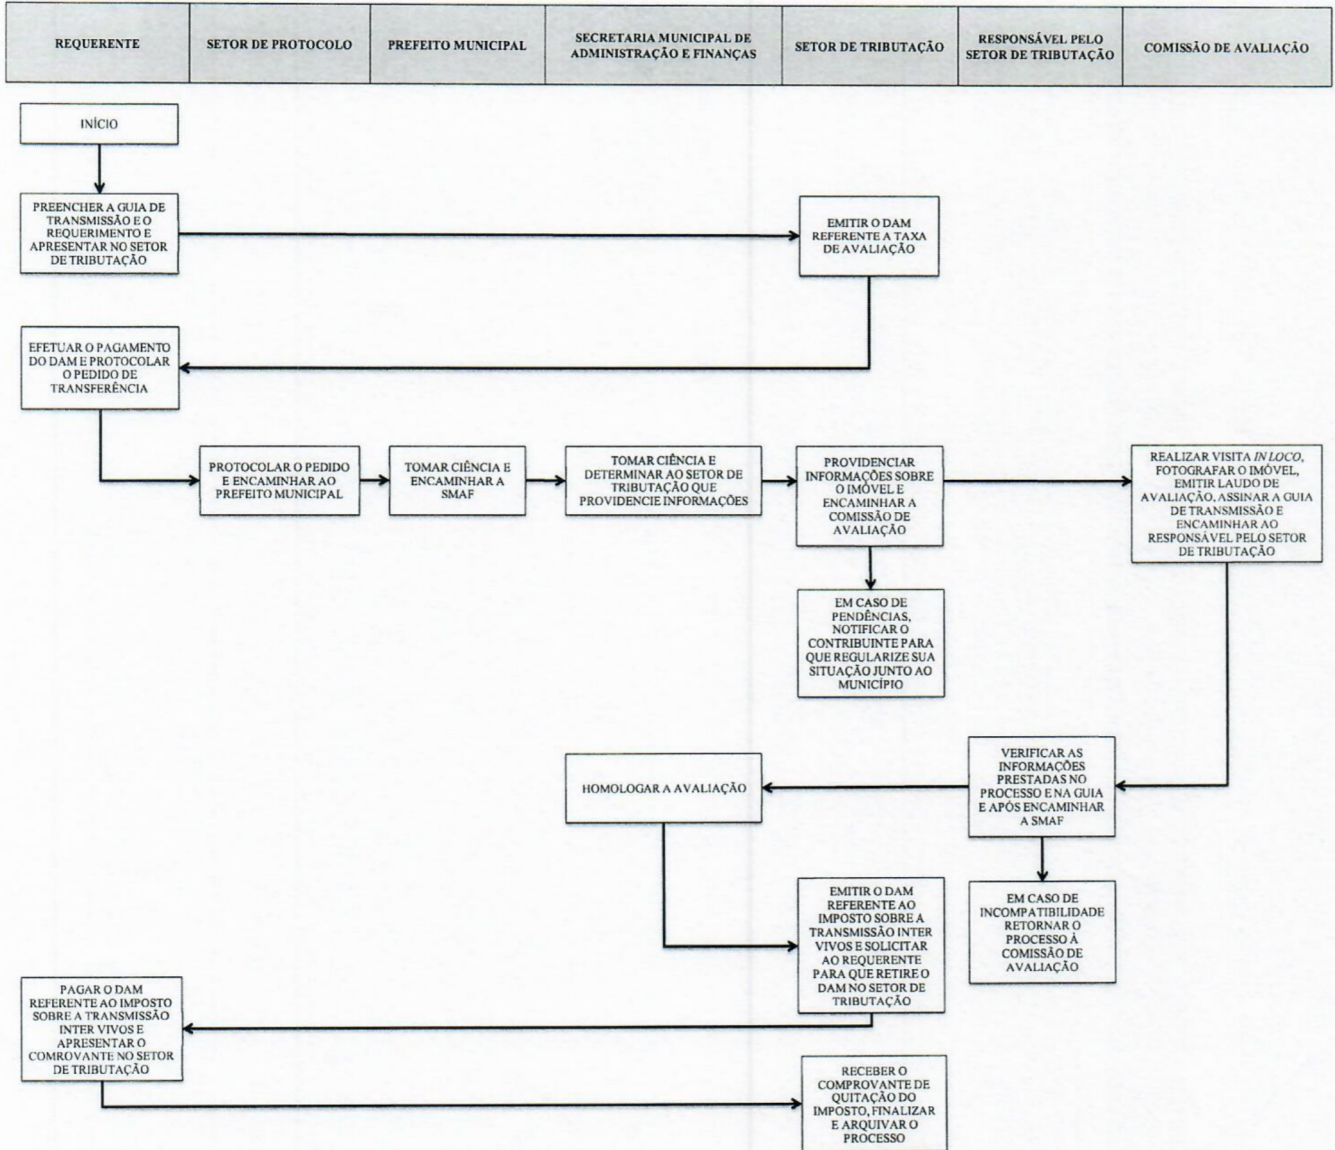 REQUERENTE
SETOR DE PROTOCOLO
PREFEITO MUNICIPAL
SECRETARIA MUNICIPAL DE
ADMINISTRAÇÃO E FINANÇAS
SETOR DE TRIBUTAÇÃO
RESPONSÁVEL PELO
SETOR DE TRIBUTAÇÃO
COMISSÃO DE AVALIAÇÃO
INÍCIO
PREENCHER A GUIA DE
TRANSMISSÃO E O
REQUERIMENTO E
APRESENTAR NO SETOR
DE TRIBUTAÇÃO
EMITIR O DAM
REFERENTE A TAXA
DE AVALIAÇÃO
EFETUAR O PAGAMENTO
DO DAM E PROTOCOLAR
O PEDIDO DE
TRANSFERÊNCIA
PROTOCOLAR O PEDIDO
E ENCAMINHAR AO
PREFEITO MUNICIPAL
TOMAR CIÊNCIA E
ENCAMINHAR A
SMAF
TOMAR CIÊNCIA E
DETERMINAR AO SETOR DE
TRIBUTAÇÃO QUE
PROVIDENCIE INFORMAÇÕES
PROVIDENCIAR
INFORMAÇÕES SOBRE
O IMÓVEL E
ENCAMINHAR A
COMISSÃO DE
AVALIAÇÃO
REALIZAR VISITA IN LOCO,
FOTOGRAFAR O IMÓVEL,
EMITIR LAUDO DE
AVALIAÇÃO, ASSINAR A GUIA
DE TRANSMISSÃO E
ENCAMINHAR AO
RESPONSÁVEL PELO SETOR
DE TRIBUTAÇÃO
EM CASO DE
PENDÊNCIAS,
NOTIFICAR O
CONTRIBUINTE PARA
QUE REGULARIZE SUA
SITUAÇÃO JUNTO AO
MUNICÍPIO
VERIFICAR AS
INFORMAÇÕES
PRESTADAS NO
PROCESSO E NA GUIA
E APÓS ENCAMINHAR
A SMAF
HOMOLOGAR A AVALIAÇÃO
EM CASO DE
INCOMPATIBILIDADE
RETORNAR O
PROCESSO À
COMISSÃO DE
AVALIAÇÃO
EMITIR O DAM
REFERENTE AO
IMPOSTO SOBRE A
TRANSMISSÃO INTER
VIVOS E SOLICITAR
AO REQUERENTE
PARA QUE RETIRE O
DAM NO SETOR DE
TRIBUTAÇÃO
PAGAR O DAM
REFERENTE AO IMPOSTO
SOBRE A TRANSMISSÃO
INTER VIVOS E
APRESENTAR O
COMROVANTE NO SETOR
DE TRIBUTAÇÃO
RECEBER O
COMPROVANTE DE
QUITAÇÃO DO
IMPOSTO, FINALIZAR
E ARQUIVAR O
PROCESSO